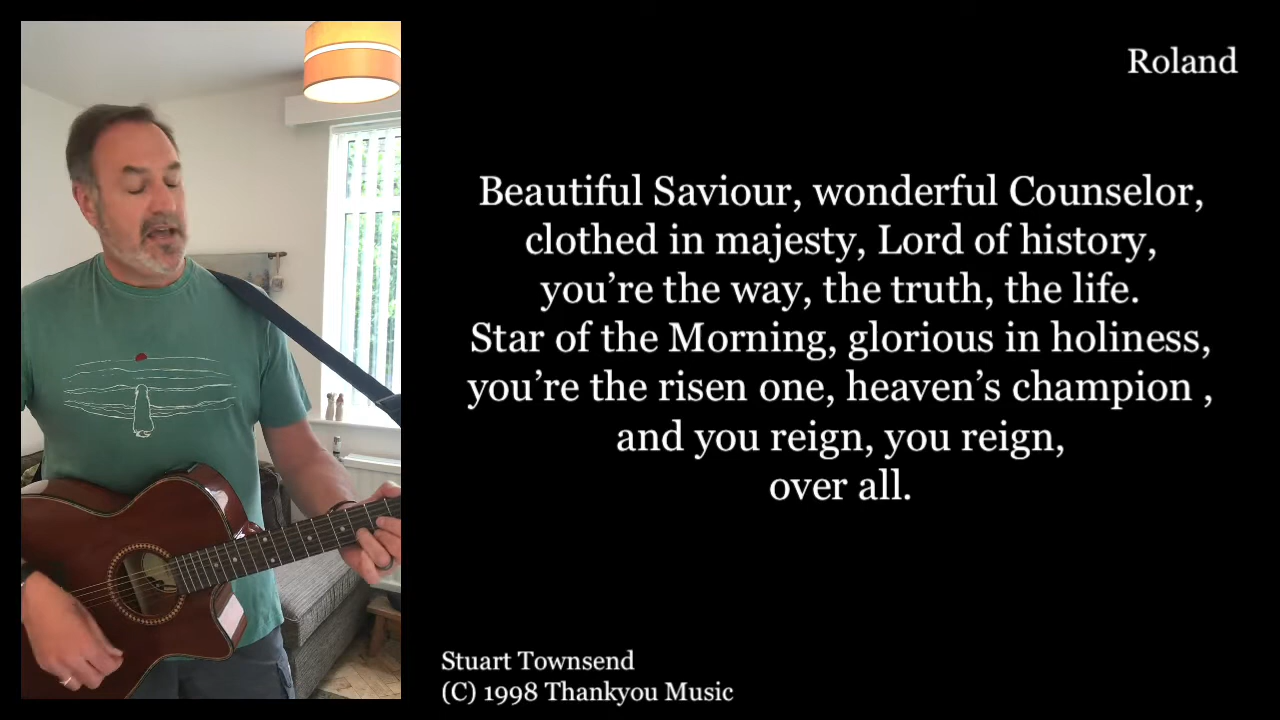 Roland
Beautiful Saviour, wonderful Counselor,
clothed in majesty, Lord of history,
you’re the way, the truth, the life.
Star of the Morning, glorious in holiness,
you’re the risen one, heaven’s champion ,
and you reign, you reign,
over all.
Stuart Townsend
(C) 1998 Thankyou Music